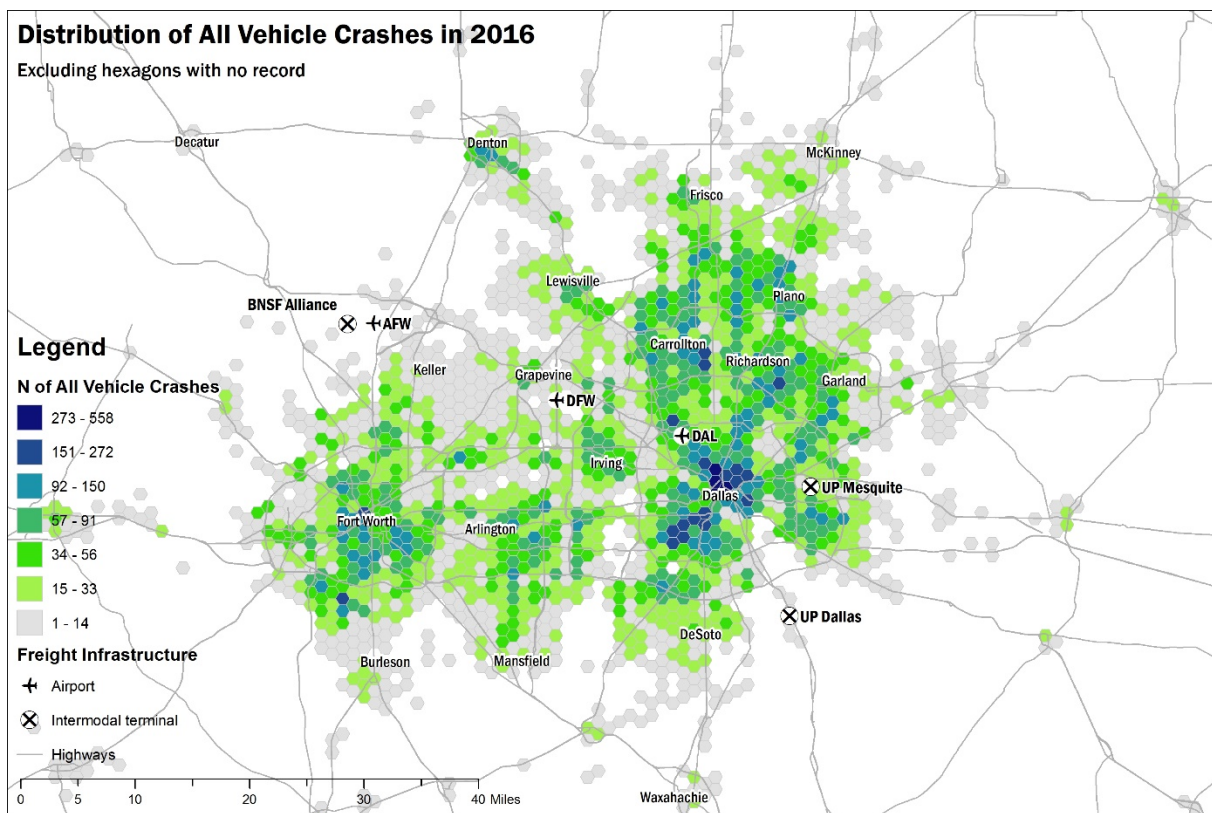 Distribution of All Vehicle Crashes in 2016
Excluding hexagons with no record
Decatur
Denton
McKinney
Frisco
Lewisville
Plano
BNSF Alliance
AFW
Carrollton
Richardson
Keller
Grapevine
Garland
DFW
DAL
Irving
UP Mesquite
Dallas
Fort Worth
Arlington
UP Dallas
DeSoto
Burleson
Mansfield
Waxahachie
Legend
N of All Vehicle Crashes
273 - 558
151 - 272
92 - 150
57 - 91
34 - 56
15 - 33
1 - 14
Freight Infrastructure
Airport
Intermodal terminal
Highways
0 5 10 20 30 40 Miles